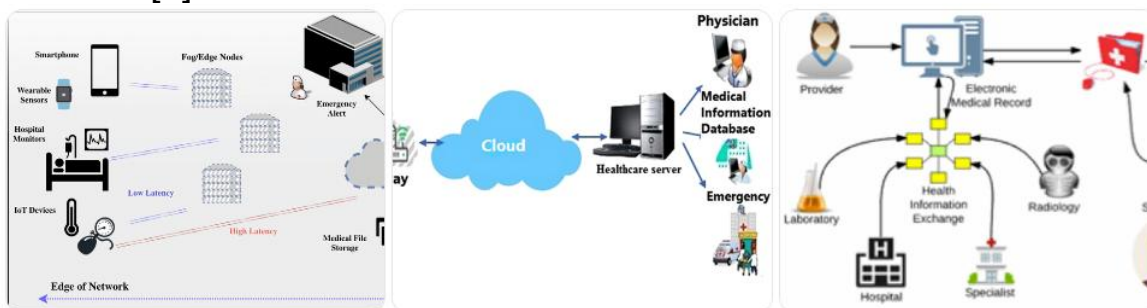 Smartphone
Fog/Edge Nodes
Wearable
Sensors
Emergency
Alert
Hospital
Monitors
Low Latency
IoT Devices
High Latency
Medical File
Storage
Edge of Network
Physician
Cloud
Healthcare server
Medical
Information
Database
Emergency
ay
Provider
Electronic
Medical Record
Laboratory
Health
Information
Exchange
Radiology
H
Hospital
Specialist
S